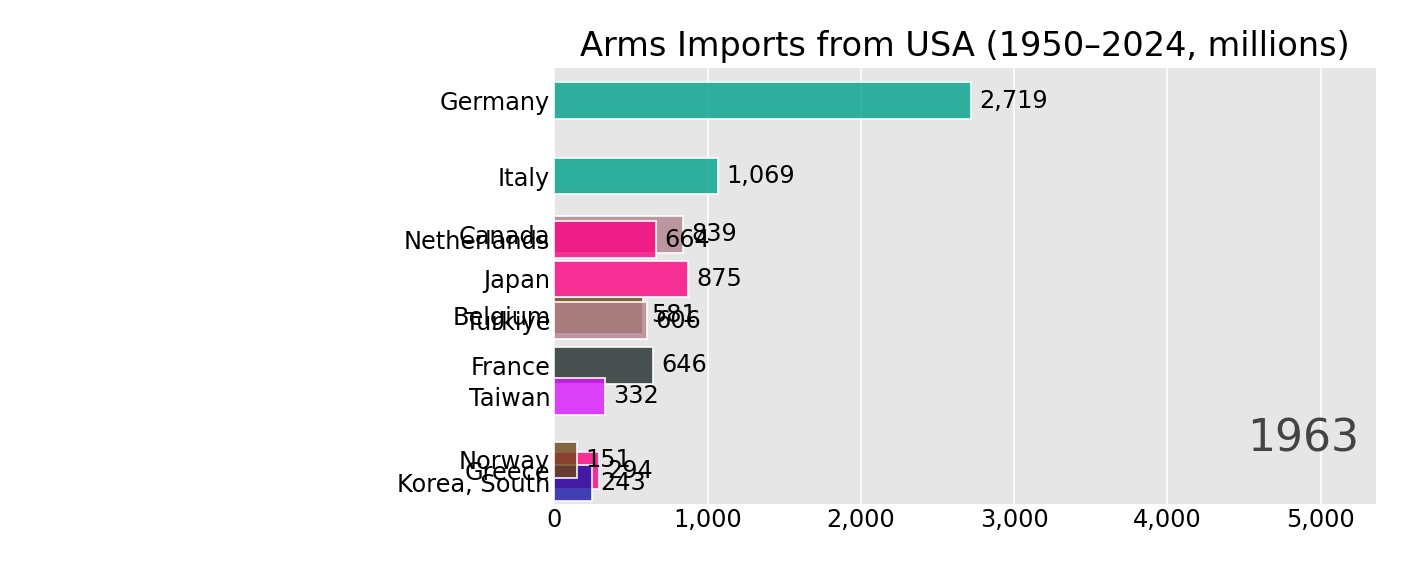 Arms Imports from USA (1950–2024, millions)
Germany 2,719
Italy 1,069
Canada 839
Netherlands 664
Japan 875
Belgium 581
Türkiye 606
France 646
Taiwan 332
1963
Norway 151
Greece 294
Korea, South 243
0 1,000 2,000 3,000 4,000 5,000